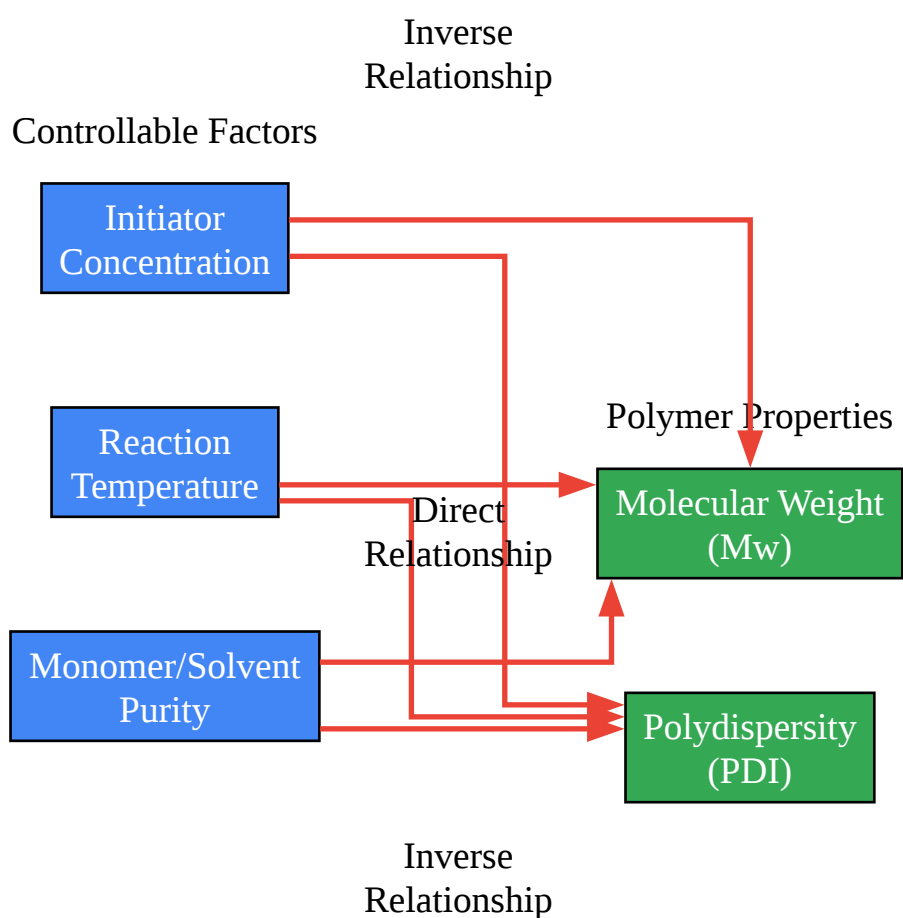 Inverse
Relationship
Controllable Factors
Initiator
Concentration
Reaction
Temperature
Polymer Properties
Molecular Weight
(Mw)
Direct
Relationship
Monomer/Solvent
Purity
Polydispersity
(PDI)
Inverse
Relationship